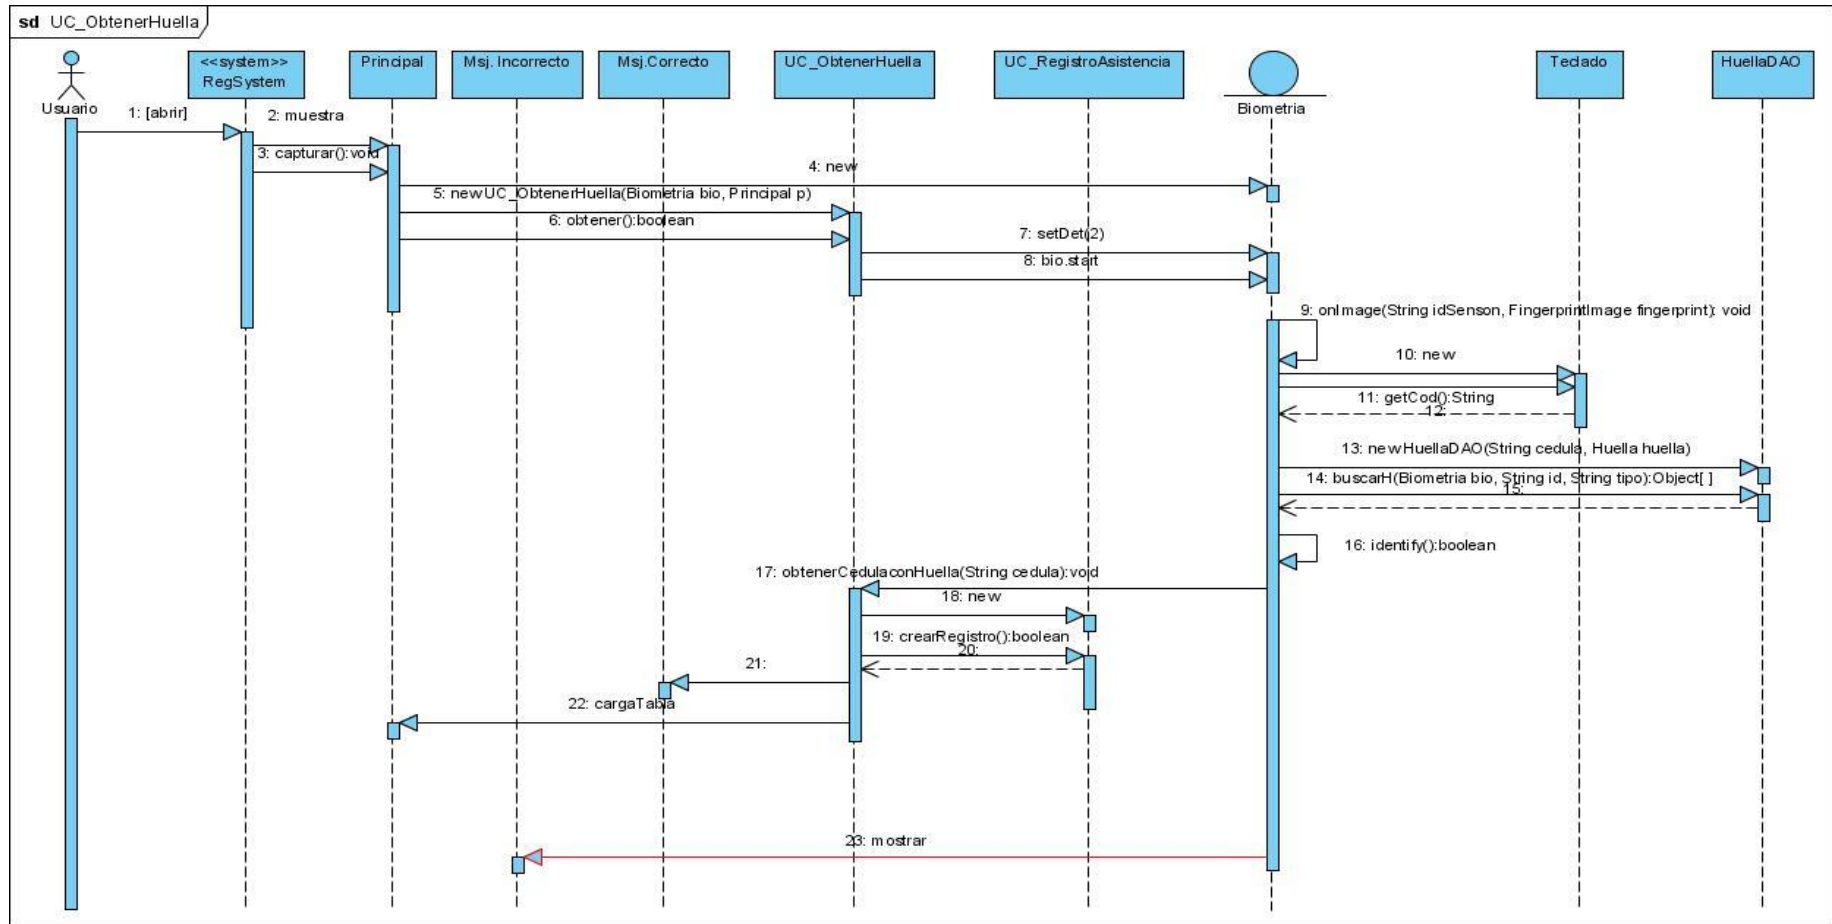 sd UC_ObtenerHuella
<<system>>
RegSystem
Principal
Msj. Incorrecto
Msj.Correcto
UC_ObtenerHuella
UC_RegistroAsistencia
Teclado
HuellaDAO
Usuario
Biometria
1: [abrir]
2: muestra
3: capturar():void
4: new
5: newUC_ObtenerHuella(Biometria bio, Principal p)
6: obtener():boolean
7: setDet(2)
8: bio.start
9: onImage(String idSenson, FingerprintImage fingerprint): void
10: new
11: getCod():String
12:
13: newHuellaDAO(String cedula, Huella huella)
14: buscarH(Biometria bio, String id, String tipo):Object[ ]
15:
16: identify():boolean
17: obtenerCedulaconHuella(String cedula):void
18: new
19: crearRegistro():boolean
20:
21:
22: cargaTabla
23: mostrar